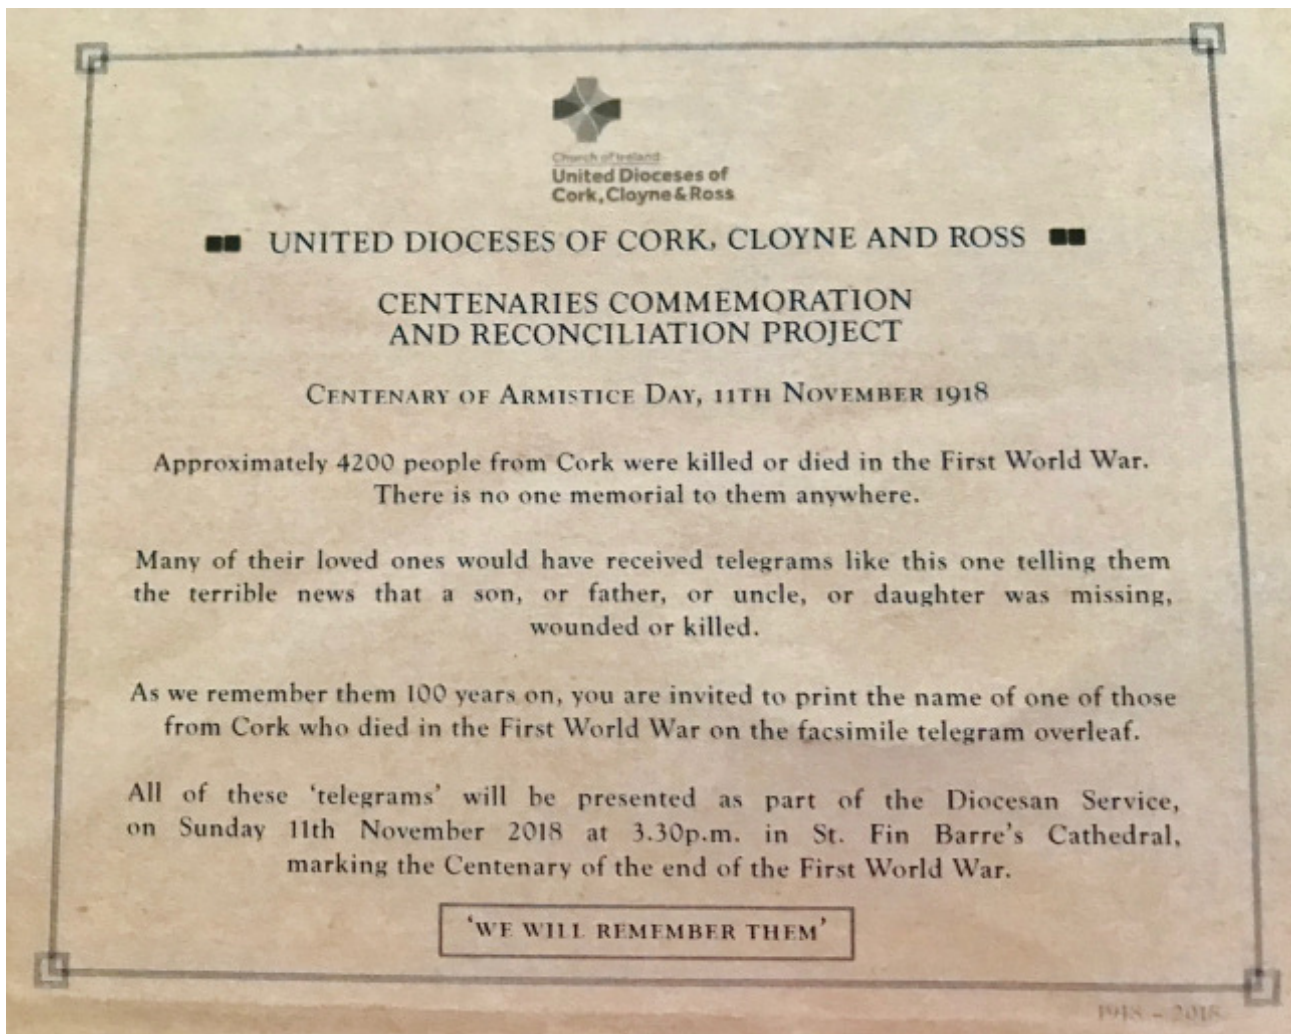 Church of Ireland
United Dioceses of
Cork, Cloyne & Ross
UNITED DIOCESES OF CORK, CLOYNE AND ROSS
CENTENARIES COMMEMORATION
AND RECONCILIATION PROJECT
CENTENARY OF ARMISTICE DAY, 11TH NOVEMBER 1918
Approximately 4200 people from Cork were killed or died in the First World War.
There is no one memorial to them anywhere.
Many of their loved ones would have received telegrams like this one telling them
the terrible news that a son, or father, or uncle, or daughter was missing,
wounded or killed.
As we remember them 100 years on, you are invited to print the name of one of those
from Cork who died in the First World War on the facsimile telegram overleaf.
All of these 'telegrams' will be presented as part of the Diocesan Service,
on Sunday 11th November 2018 at 3.30p.m. in St. Fin Barre's Cathedral,
marking the Centenary of the end of the First World War.
'WE WILL REMEMBER THEM'
1918 – 2018